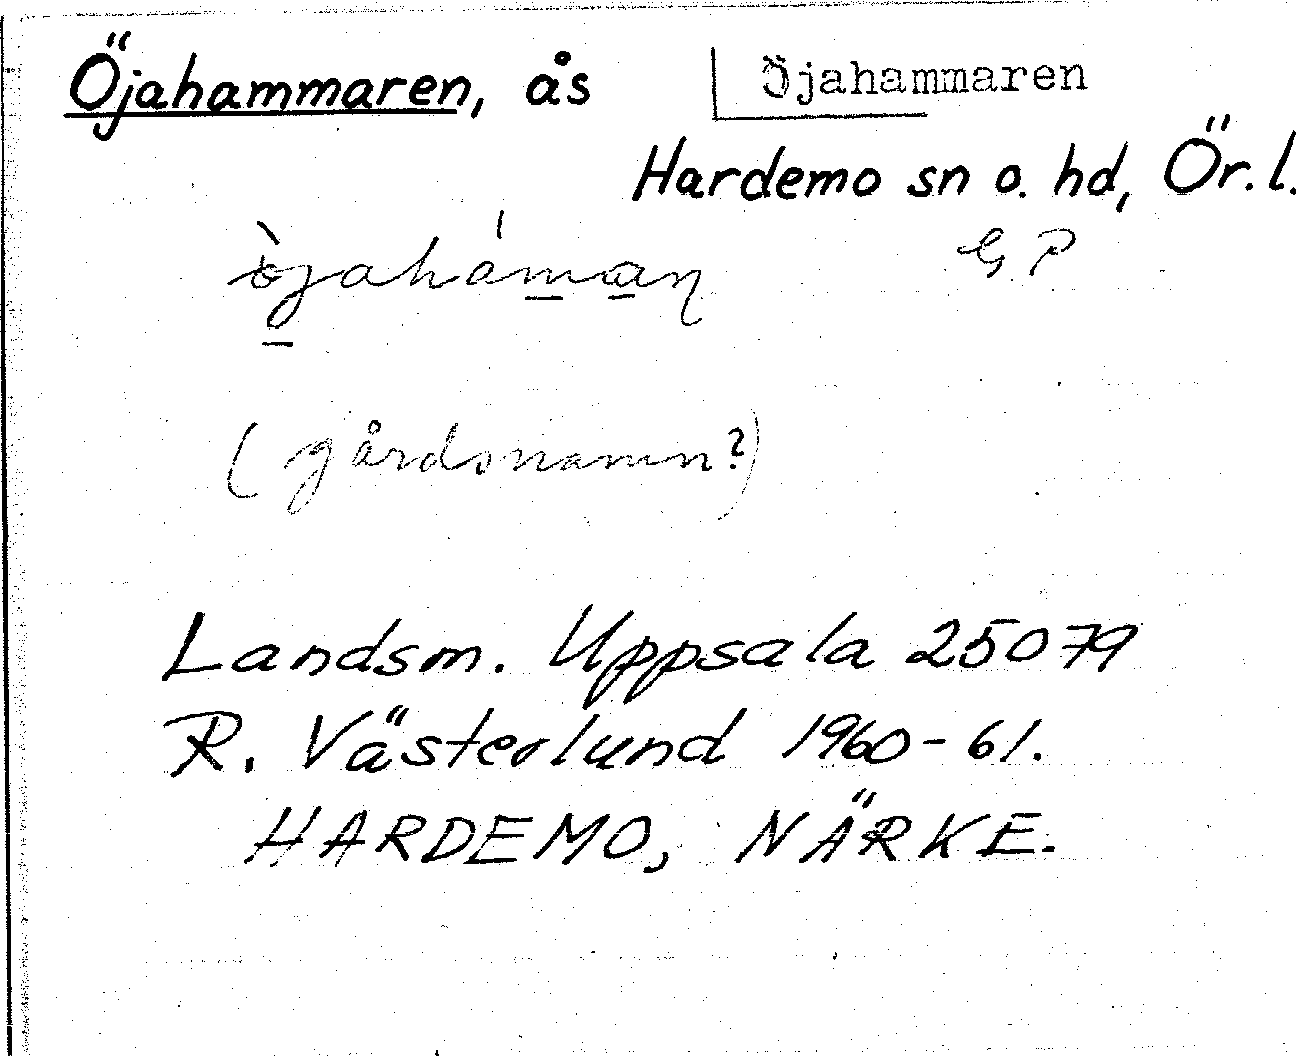 Öjahammaren, ås
Öjahammaren
Hardemo sn o. hd, Ör. l.
G. P
(gårdsnamn?)
Landsm. Uppsala 25079
R. Västerlund 1960-61.
HARDEMO, NÄRKE.